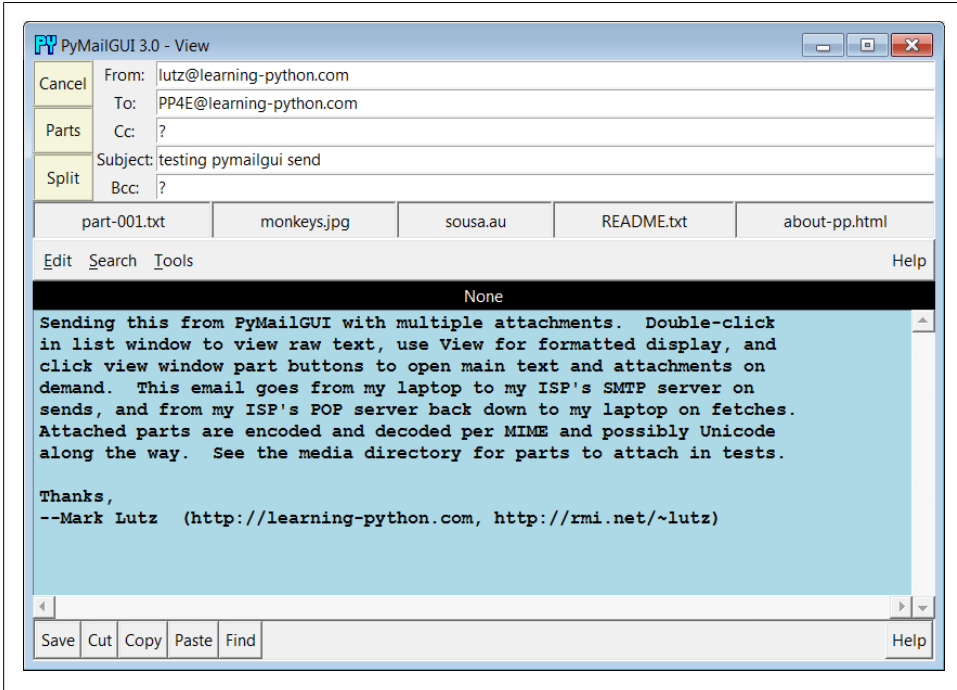 PY PyMailGUI 3.0 - View
Cancel
From: lutz@learning-python.com
To: PP4E@learning-python.com
Parts
Cc: ?
Subject: testing pymailgui send
Split
Bcc: ?
part-001.txt monkeys.jpg sousa.au README.txt about-pp.html
Edit Search Tools Help
None
Sending this from PyMailGUI with multiple attachments. Double-click
in list window to view raw text, use View for formatted display, and
click view window part buttons to open main text and attachments on
demand. This email goes from my laptop to my ISP's SMTP server on
sends, and from my ISP's POP server back down to my laptop on fetches.
Attached parts are encoded and decoded per MIME and possibly Unicode
along the way. See the media directory for parts to attach in tests.
Thanks,
--Mark Lutz (http://learning-python.com, http://rmi.net/~lutz)
Save Cut Copy Paste Find Help